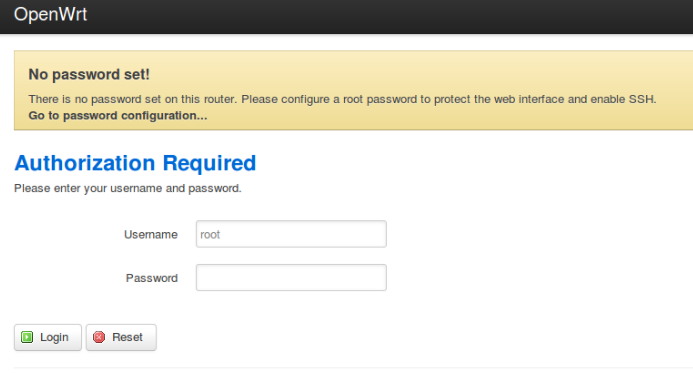 OpenWrt
No password set!
There is no password set on this router. Please configure a root password to protect the web interface and enable SSH.
Go to password configuration...
Authorization Required
Please enter your username and password.
Username root
Password
Login Reset